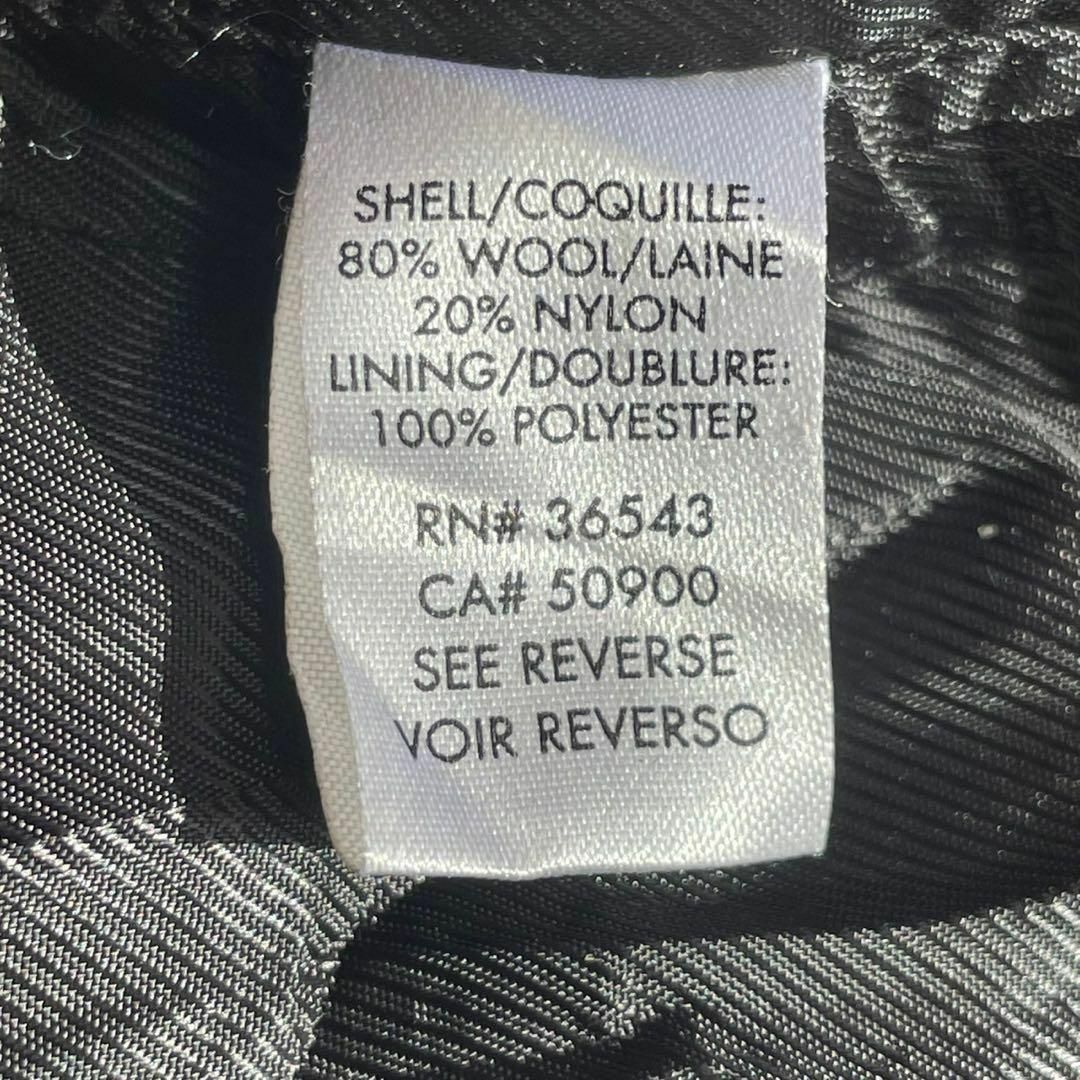 SHELL/COQUILLE:
80% WOOL/LAINE
20% NYLON
LINING/DOUBLURE:
100% POLYESTER
RN# 36543
CA# 50900
SEE REVERSE
VOIR REVERSO